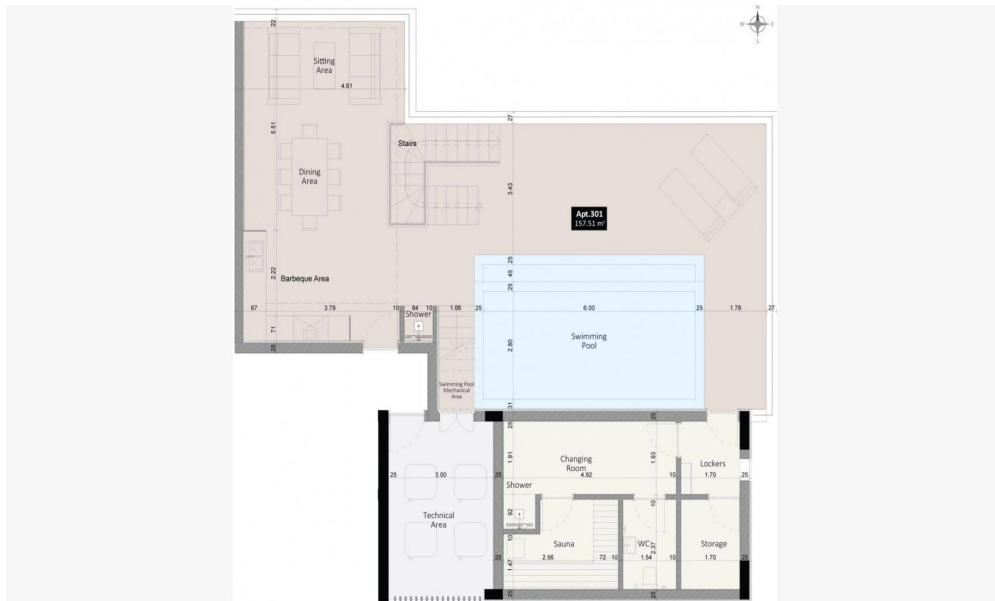 22
N
W E
S
Sitting
Area
4.61
5.51
27
Stairs
Dining
Area
3.43
Apt.301
157.51 m²
2.22
Barbeque Area
25
45
25
67
3.79
10
84
10
1.06
25
6.00
25
1.78
27
Shower
71
25
2.80
Swimming
Pool
Swimming Pool
Mechanical
Area
31
25
25
1.91
1.93
Changing
Room
Lockers
25
3.00
25
4.92
10
1.70
25
Shower
10
92
Technical
Area
10
Sauna
WC
2.37
Storage
25
2.56
72
10
1.54
10
1.70
25
1.47
25
25